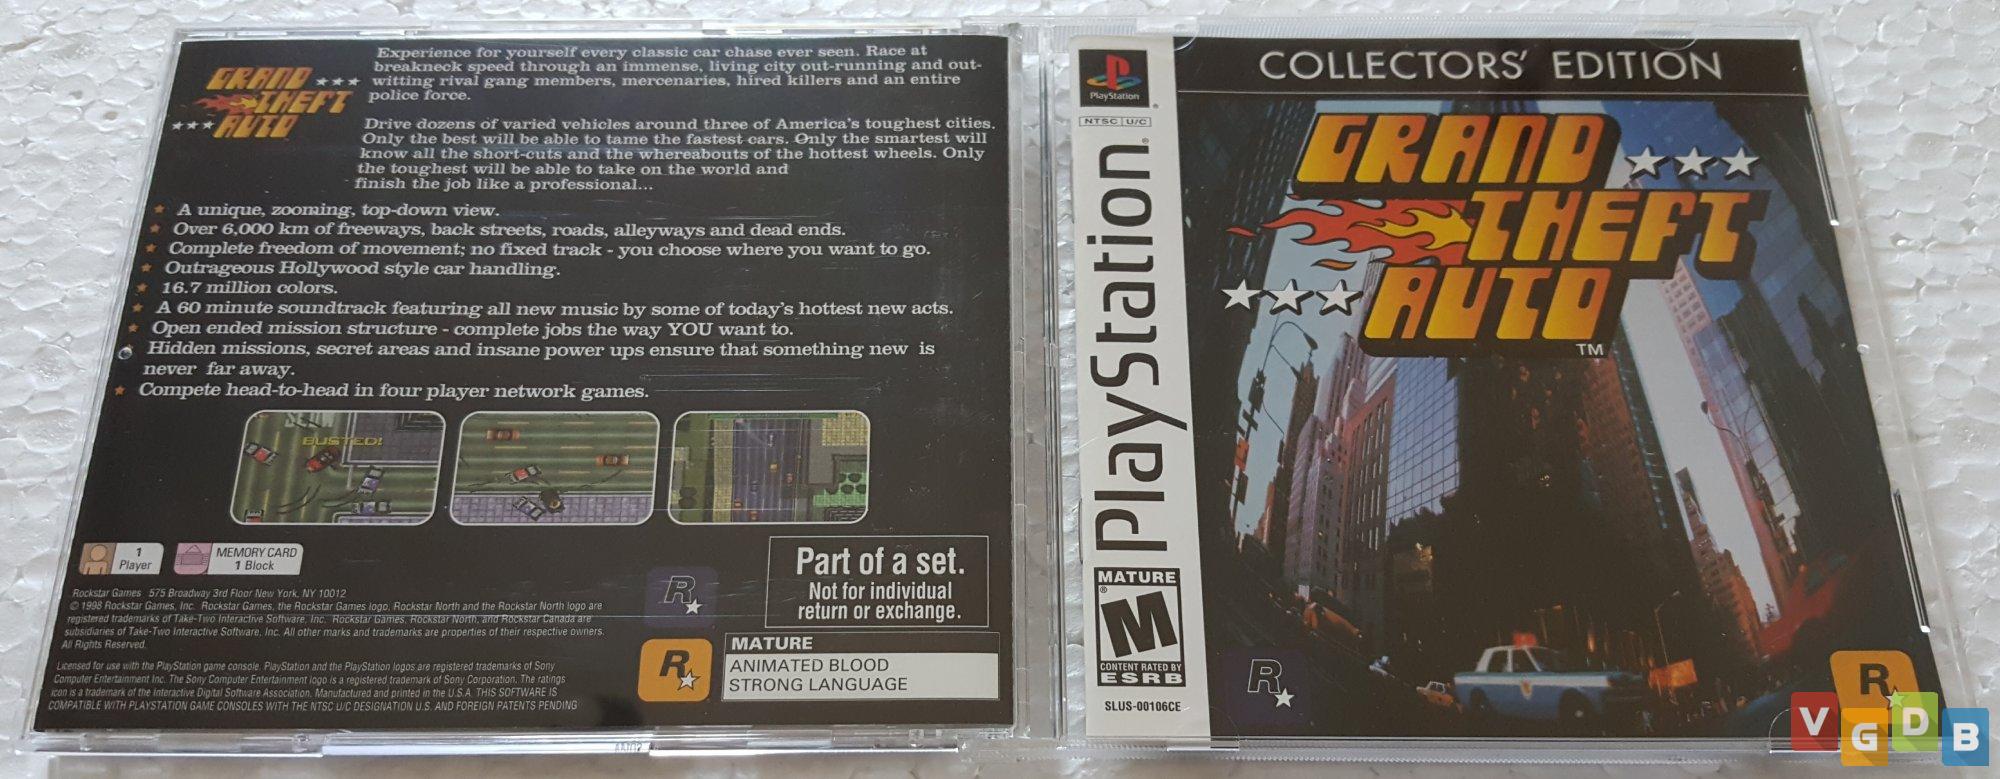 GRAND
THEFT
AUTO
Experience for yourself every classic car chase ever seen. Race at
breakneck speed through an immense, living city out-running and out-
witting rival gang members, mercenaries, hired killers and an entire
police force.
Drive dozens of varied vehicles around three of America's toughest cities.
Only the best will be able to tame the fastest cars. Only the smartest will
know all the short-cuts and the whereabouts of the hottest wheels. Only
the toughest will be able to take on the world and
finish the job like a professional...
A unique, zooming, top-down view.
Over 6,000 km of freeways, back streets, roads, alleyways and dead ends.
Complete freedom of movement; no fixed track - you choose where you want to go.
Outrageous Hollywood style car handling.
16.7 million colors.
A 60 minute soundtrack featuring all new music by some of today's hottest new acts.
Open ended mission structure - complete jobs the way YOU want to.
Hidden missions, secret areas and insane power ups ensure that something new is
never far away.
Compete head-to-head in four player network games.
BUSTED!
1
Player
MEMORY CARD
1 Block
Rockstar Games 575 Broadway 3rd Floor New York, NY 10012
© 1998 Rockstar Games, Inc. Rockstar Games, the Rockstar Games logo, Rockstar North and the Rockstar North logo are
registered trademarks of Take-Two Interactive Software, Inc. Rockstar Games, Rockstar North, and Rockstar Canada are
subsidiaries of Take-Two Interactive Software, Inc. All other marks and trademarks are properties of their respective owners.
All Rights Reserved.
Licensed for use with the PlayStation game console. PlayStation and the PlayStation logos are registered trademarks of Sony
Computer Entertainment Inc. The Sony Computer Entertainment logo is a registered trademark of Sony Corporation. The ratings
icon is a trademark of the Interactive Digital Software Association. Manufactured and printed in the U.S.A. THIS SOFTWARE IS
COMPATIBLE WITH PLAYSTATION GAME CONSOLES WITH THE NTSC U/C DESIGNATION U.S. AND FOREIGN PATENTS PENDING
R
R
Part of a set.
Not for individual
return or exchange.
MATURE
ANIMATED BLOOD
STRONG LANGUAGE
PlayStation
NTSC U/C
PlayStation
MATURE
M
CONTENT RATED BY
ESRB
SLUS-00106CE
COLLECTORS' EDITION
GRAND
THEFT
AUTO
TM
R
R
VGDB